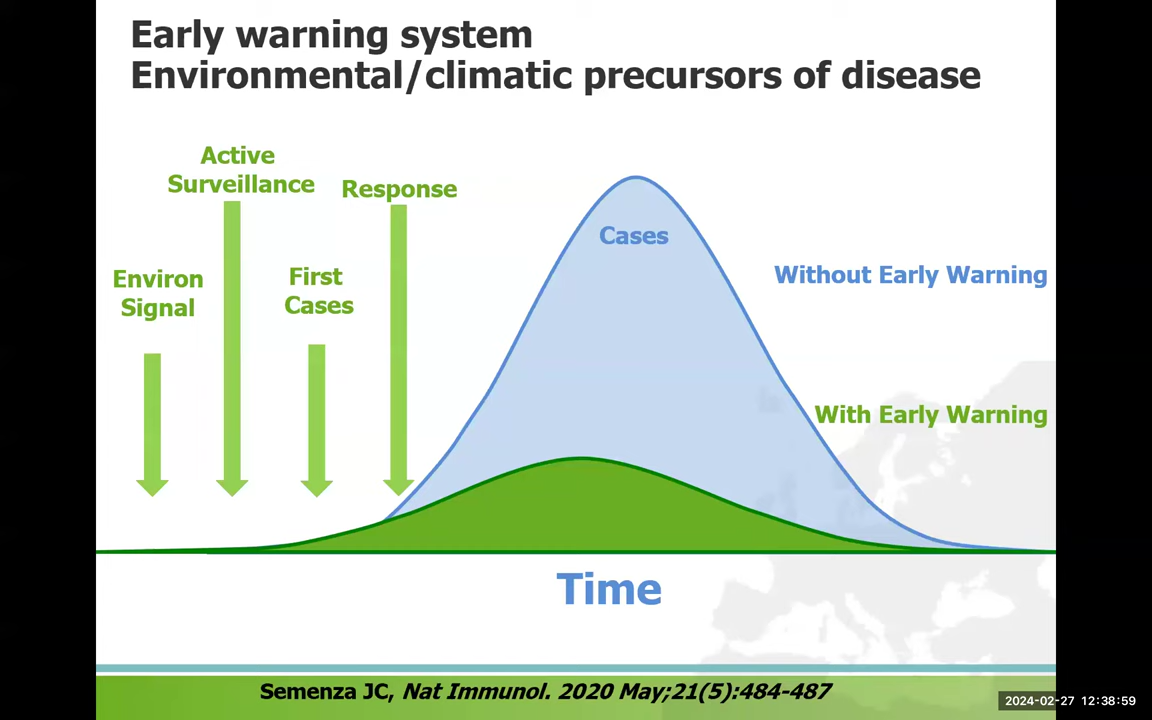 Early warning system
Environmental/climatic precursors of disease
Active
Surveillance
Response
Environ
Signal
First
Cases
Cases
Without Early Warning
With Early Warning
Time
Semenza JC, Nat Immunol. 2020 May;21(5):484-487
2024-02-27 12:38:59